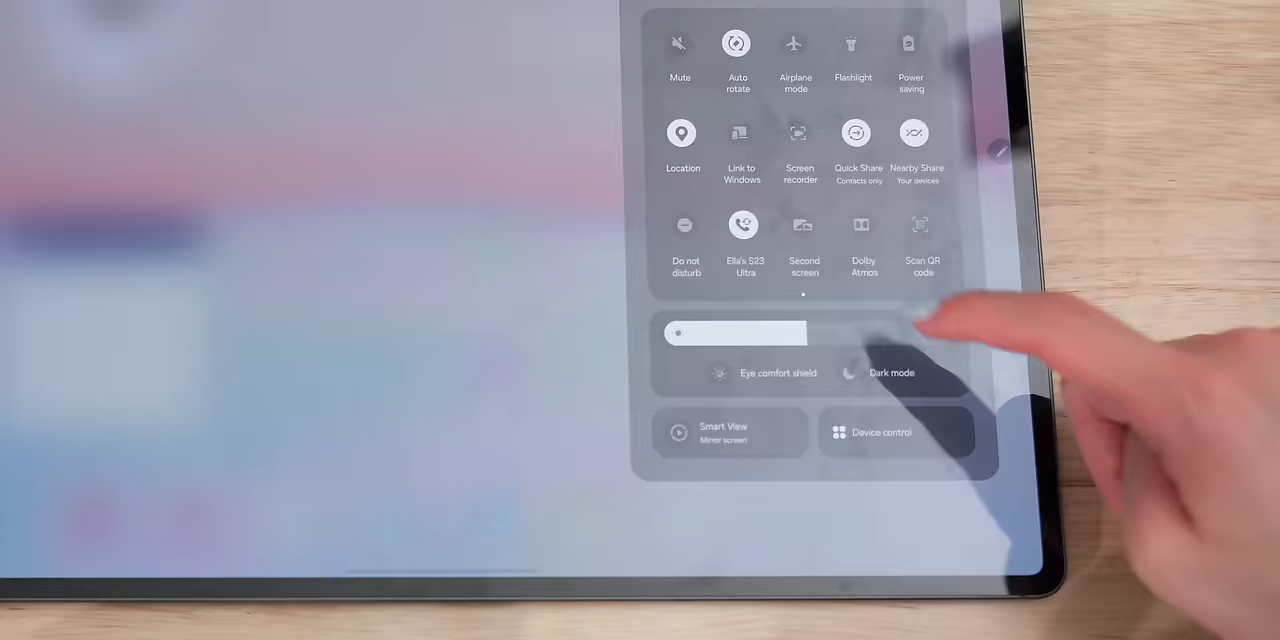 Mute
Auto
rotate
Airplane
mode
Flashlight
Power
saving
Location
Link to
Windows
Screen
recorder
Quick Share
Contacts only
Nearby Share
Your devices
Do not
disturb
Ella's S23
Ultra
Second
screen
Dolby
Atmos
Scan QR
code
Eye comfort shield
Dark mode
Smart View
Mirror screen
Device control